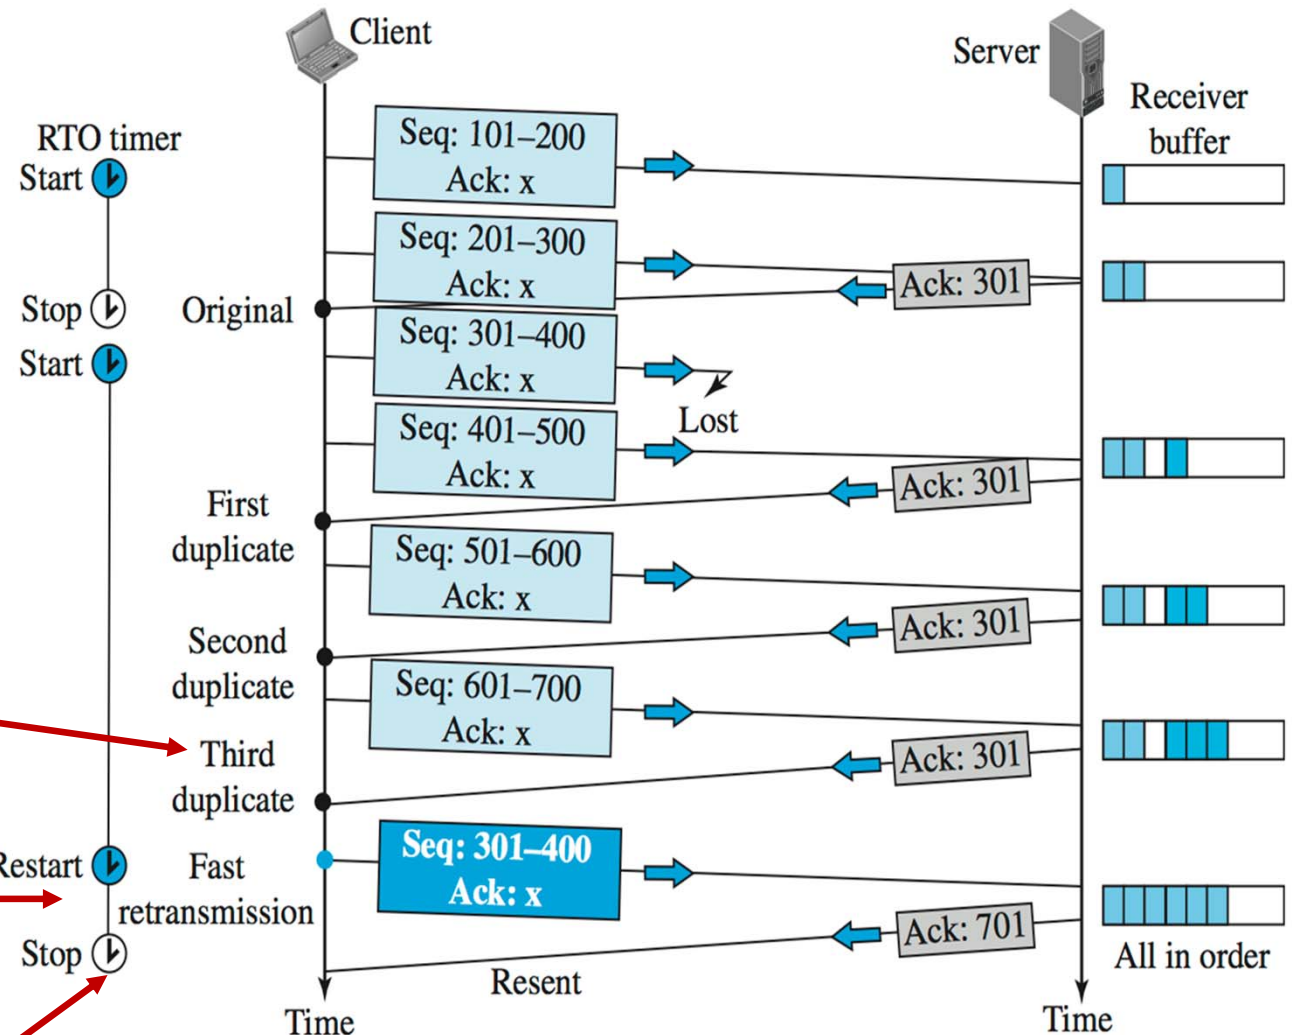 Client
Server
Receiver
buffer
RTO timer
Start
Seq: 101–200
Ack: x
Seq: 201–300
Ack: x
Ack: 301
Stop
Original
Start
Seq: 301–400
Ack: x
Lost
Seq: 401–500
Ack: x
Ack: 301
First
duplicate
Seq: 501–600
Ack: x
Ack: 301
Second
duplicate
Seq: 601–700
Ack: x
Ack: 301
Third
duplicate
Restart
Fast
retransmission
Seq: 301–400
Ack: x
Ack: 701
Stop
Resent
All in order
Time
Time